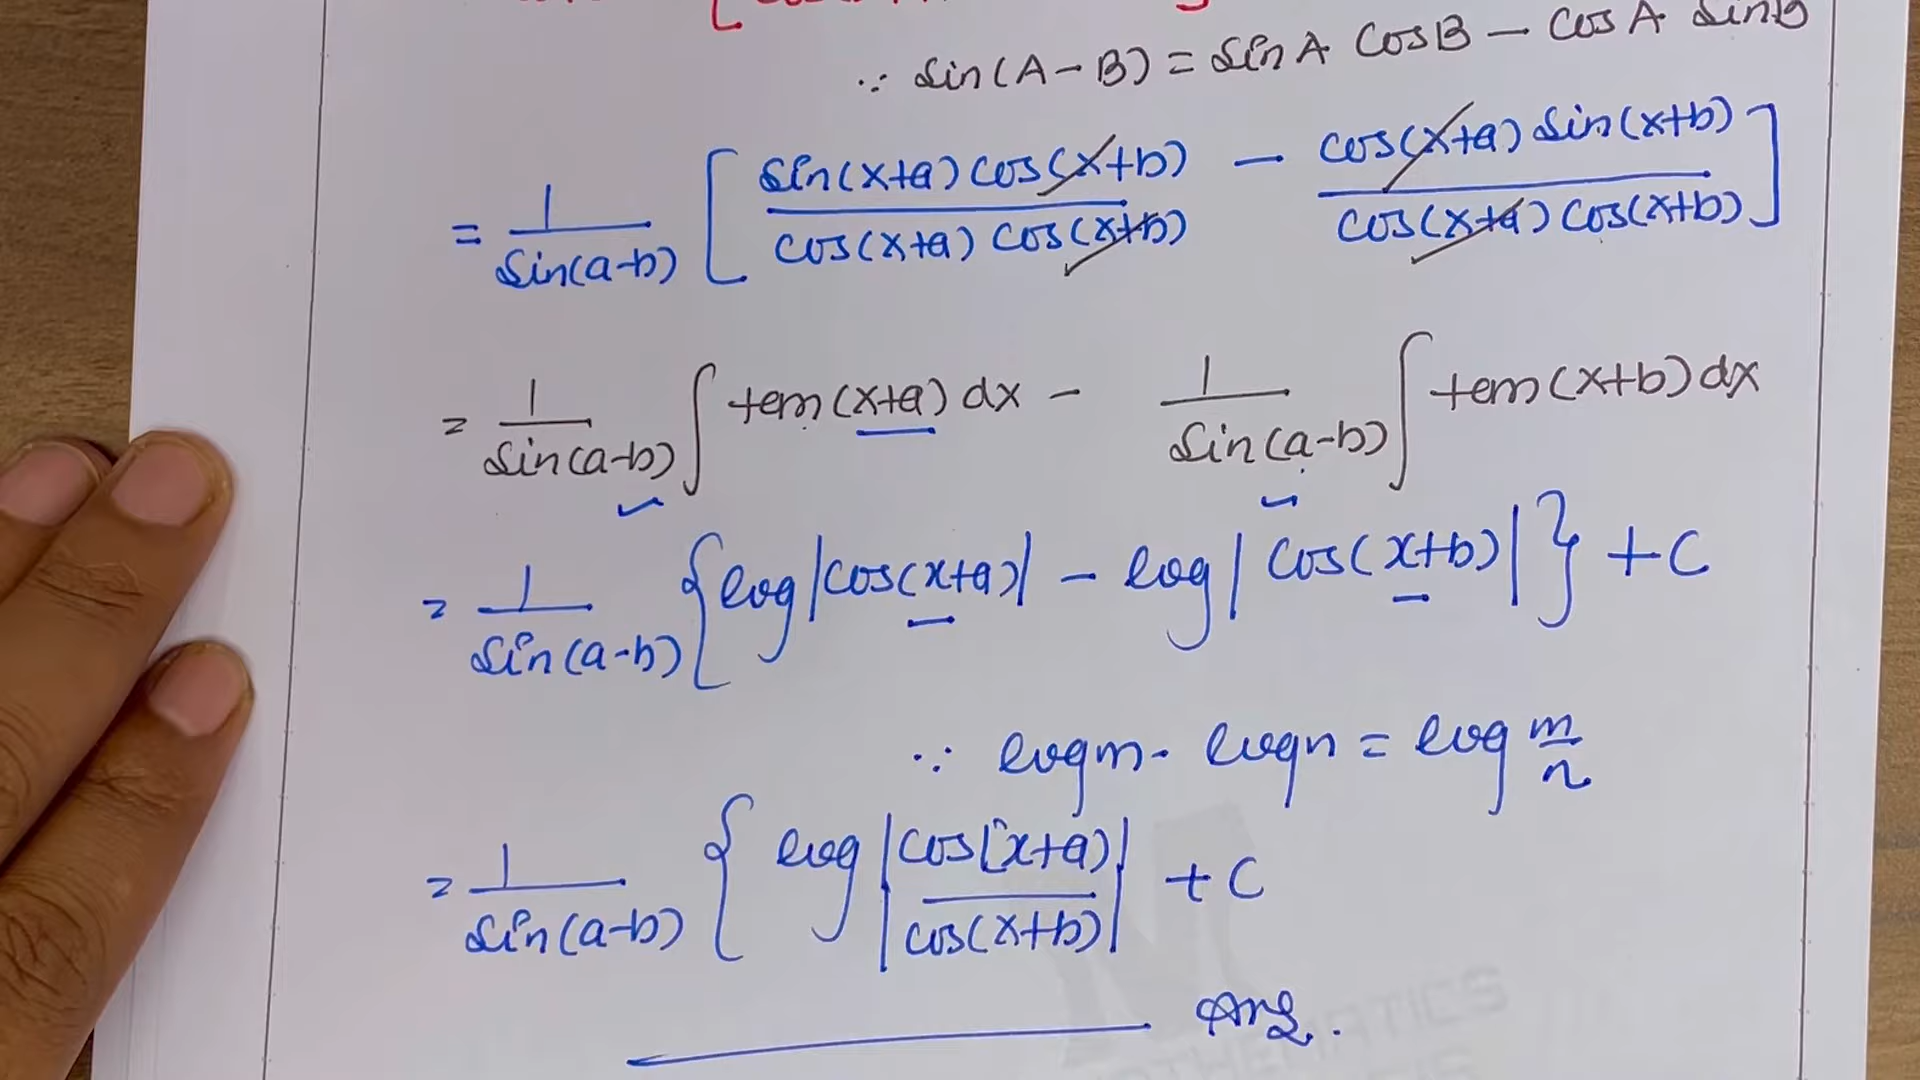 ∵ sin(A-B) = sin A cos B - cos A sin B
= 1/sin(a-b) [ sin(x+a) cos(x+b) / cos(x+a) cos(x+b) - cos(x+a) sin(x+b) / cos(x+a) cos(x+b) ]
= 1/sin(a-b) ∫ tan(x+a) dx - 1/sin(a-b) ∫ tan(x+b) dx
= 1/sin(a-b) { log|cos(x+a)| - log|cos(x+b)| } + C
∵ log m - log n = log m/n
= 1/sin(a-b) { log |cos(x+a)/cos(x+b)| + C
Ans.